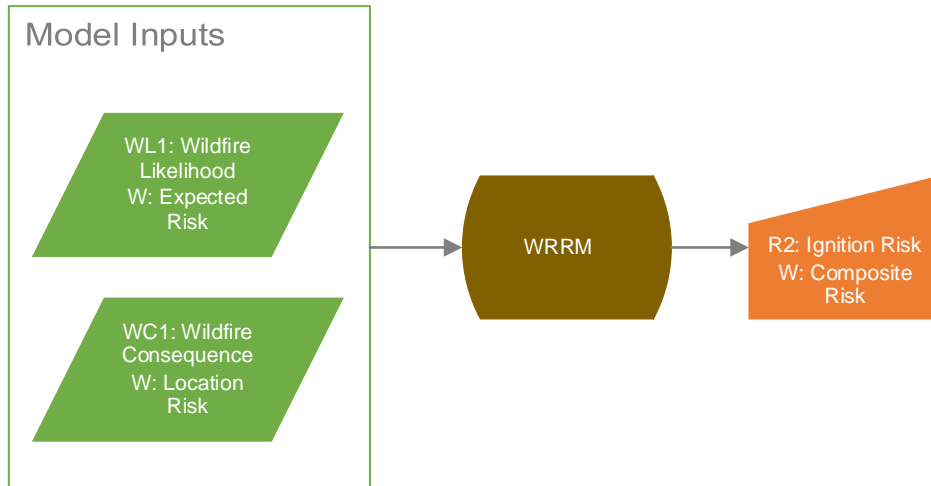 Model Inputs
WL1: Wildfire
Likelihood
W: Expected
Risk
WC1: Wildfire
Consequence
W: Location
Risk
WRRM
R2: Ignition Risk
W: Composite
Risk